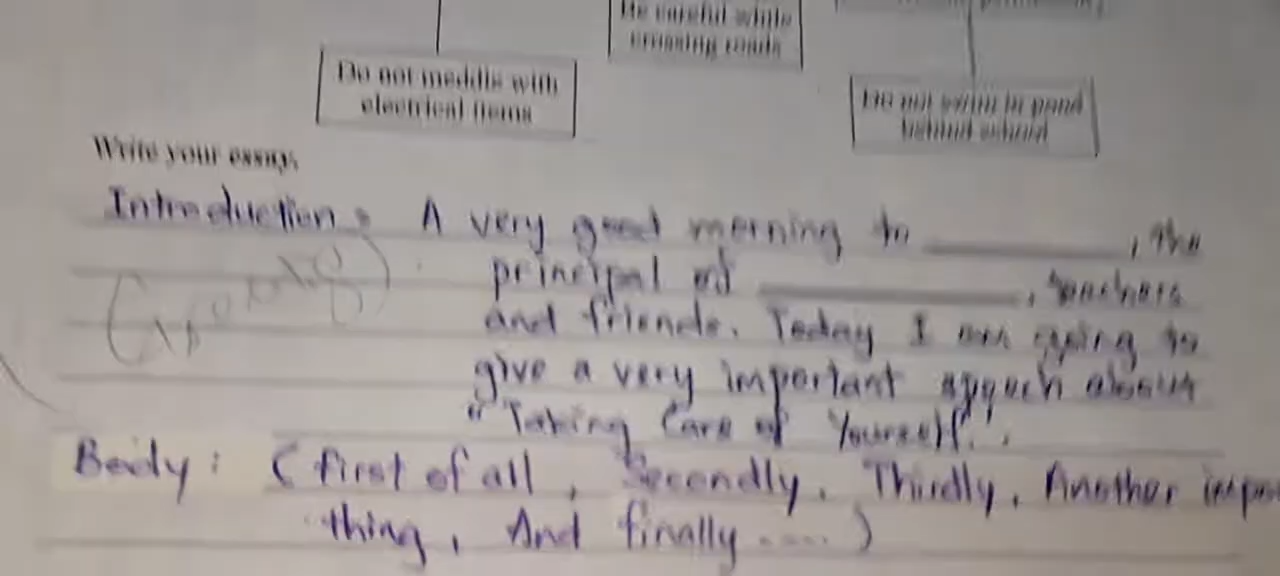 Be careful while
crossing roads
Do not meddle with
electrical items
Do not swim in pond
behind school
Write your essay.
Introduction : A very good morning to __________, the
principal of __________, teachers
and friends. Today I am going to
give a very important speech about
"Taking Care of Yourself".
Body : (first of all, Secondly, Thirdly, Another
thing, And finally .....)